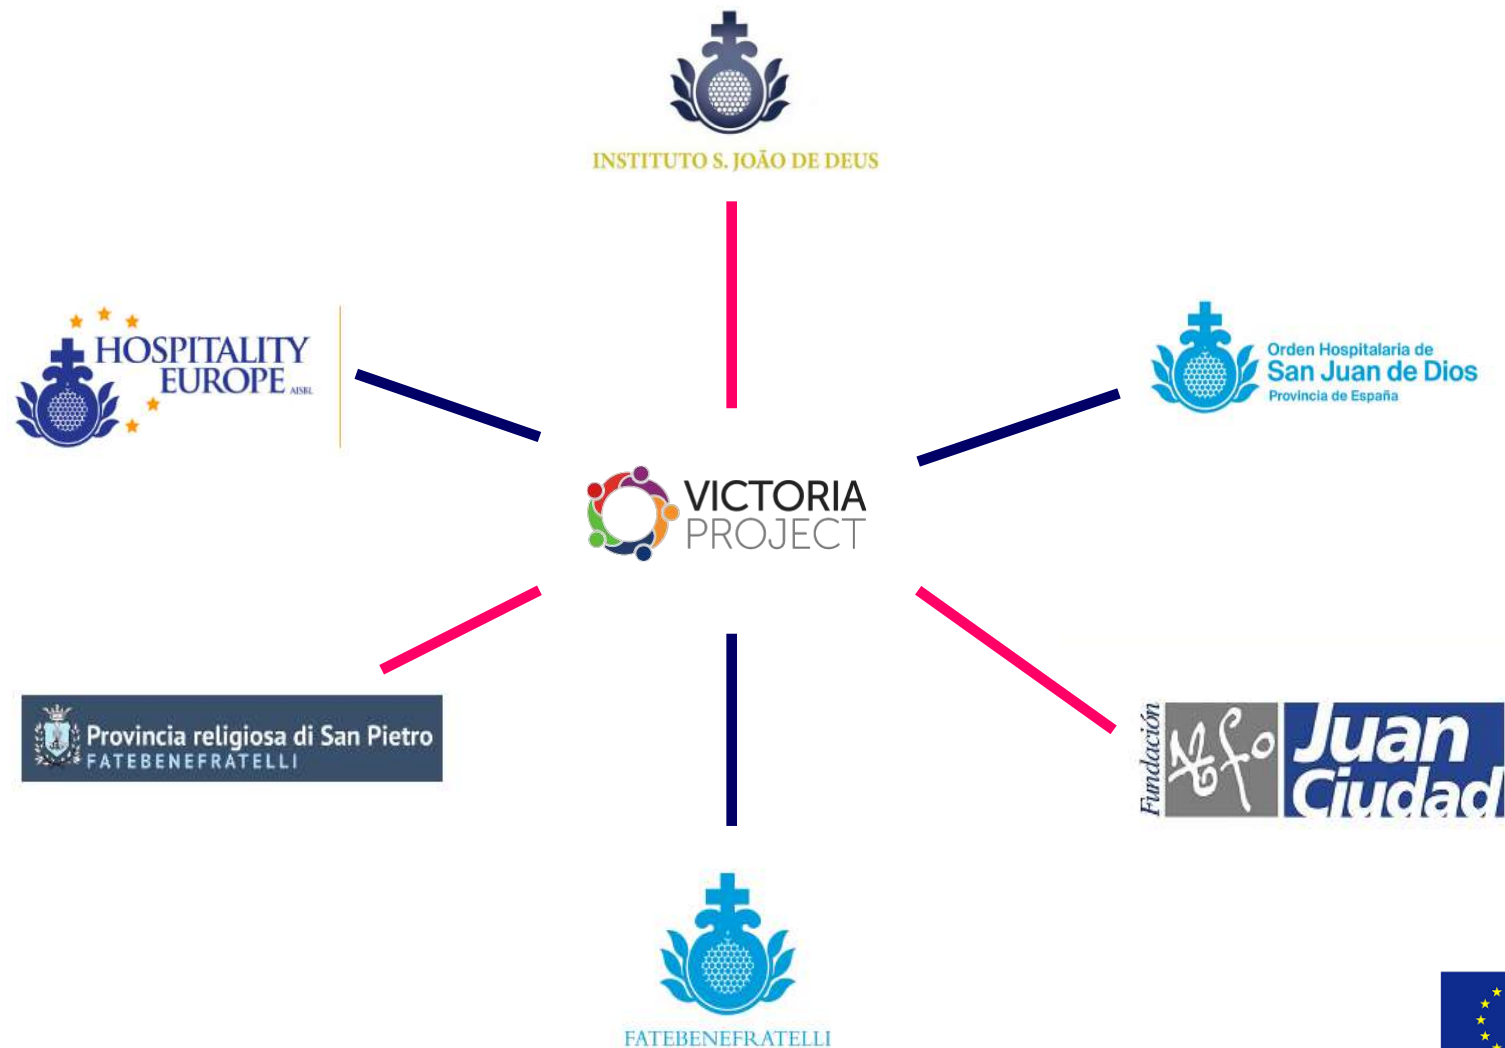 INSTITUTO S. JOÃO DE DEUS
HOSPITALITY
EUROPE AISBL
Orden Hospitalaria de
San Juan de Dios
Provincia de España
VICTORIA
PROJECT
Provincia religiosa di San Pietro
FATEBENEFRATELLI
Fundación
Juan
Ciudad
FATEBENEFRATELLI